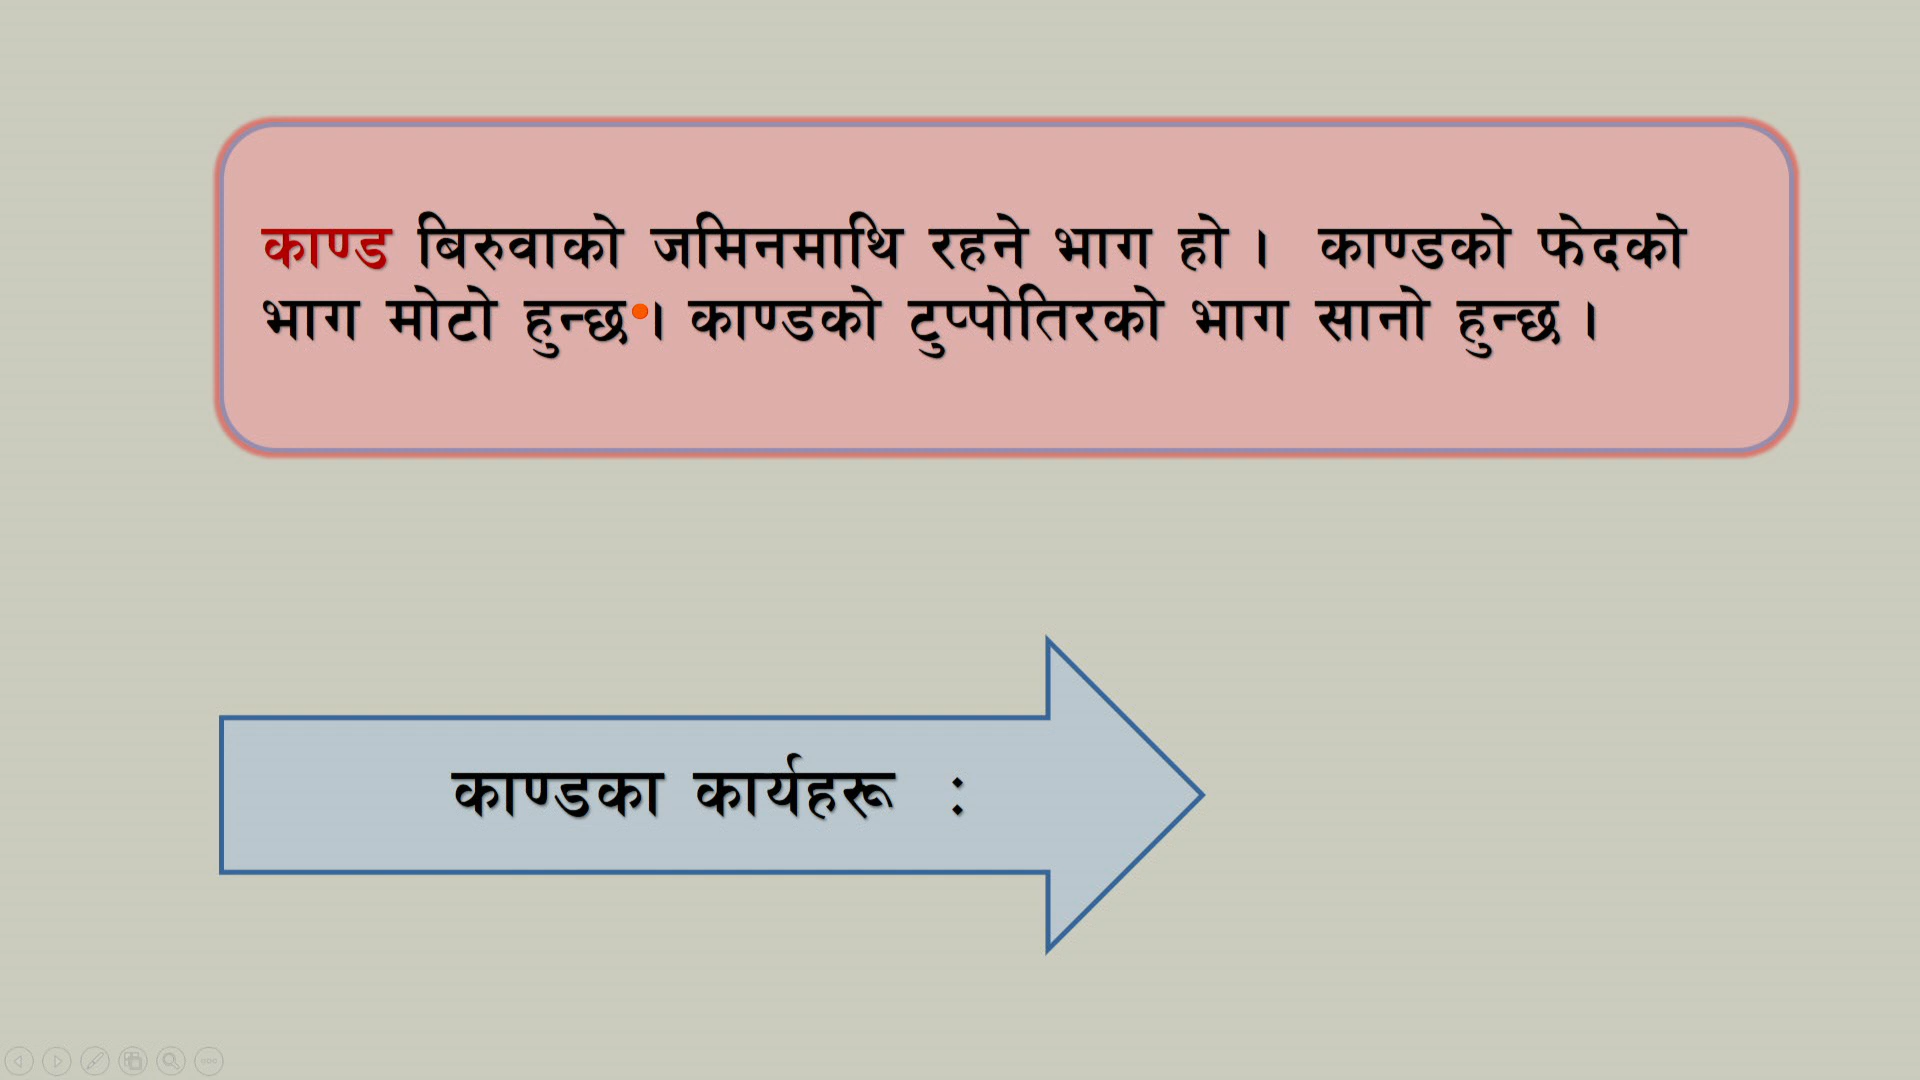 काण्ड बिरुवाको जमिनमाथि रहने भाग हो । काण्डको फेदको
भाग मोटो हुन्छ । काण्डको टुप्पोतिरको भाग सानो हुन्छ ।
काण्डका कार्यहरू :